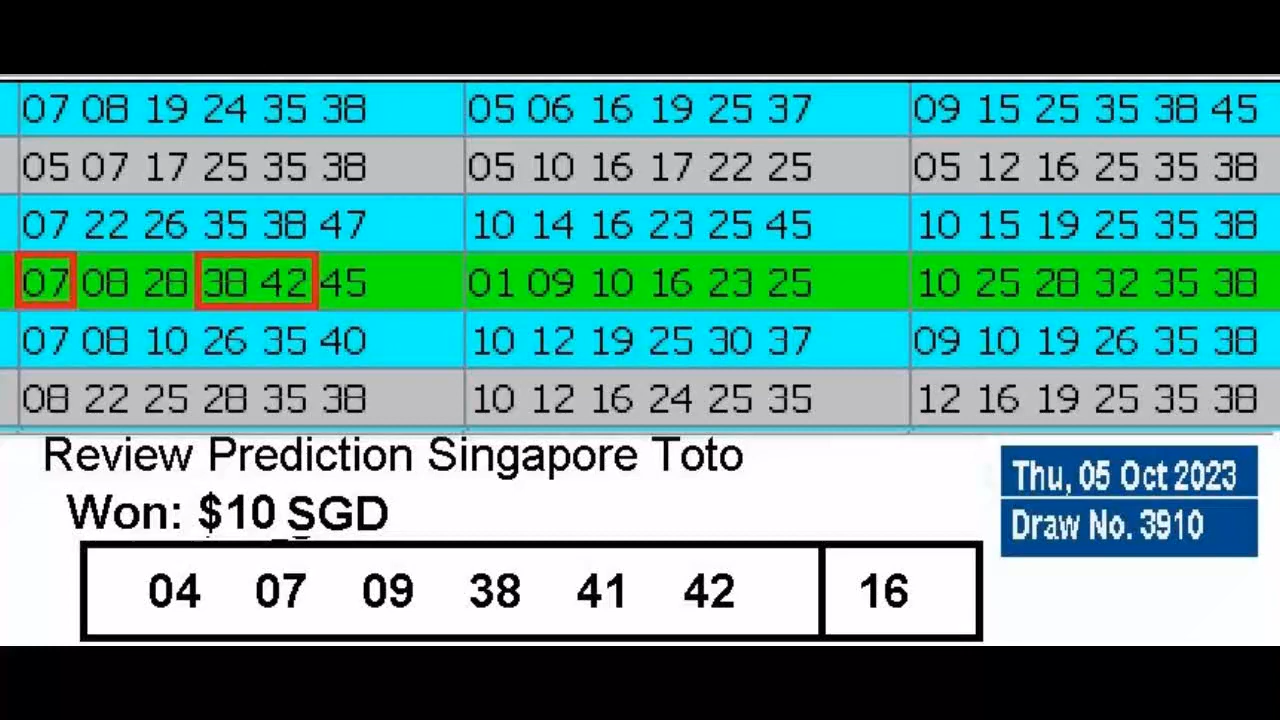 07 08 19 24 35 38 05 06 16 19 25 37 09 15 25 35 38 45
05 07 17 25 35 38 05 10 16 17 22 25 05 12 16 25 35 38
07 22 26 35 38 47 10 14 16 23 25 45 10 15 19 25 35 38
07 08 28 38 42 45 01 09 10 16 23 25 10 25 28 32 35 38
07 08 10 26 35 40 10 12 19 25 30 37 09 10 19 26 35 38
08 22 25 28 35 38 10 12 16 24 25 35 12 16 19 25 35 38
Review Prediction Singapore Toto
Won: $10 SGD
Thu, 05 Oct 2023
Draw No. 3910
04 07 09 38 41 42 16